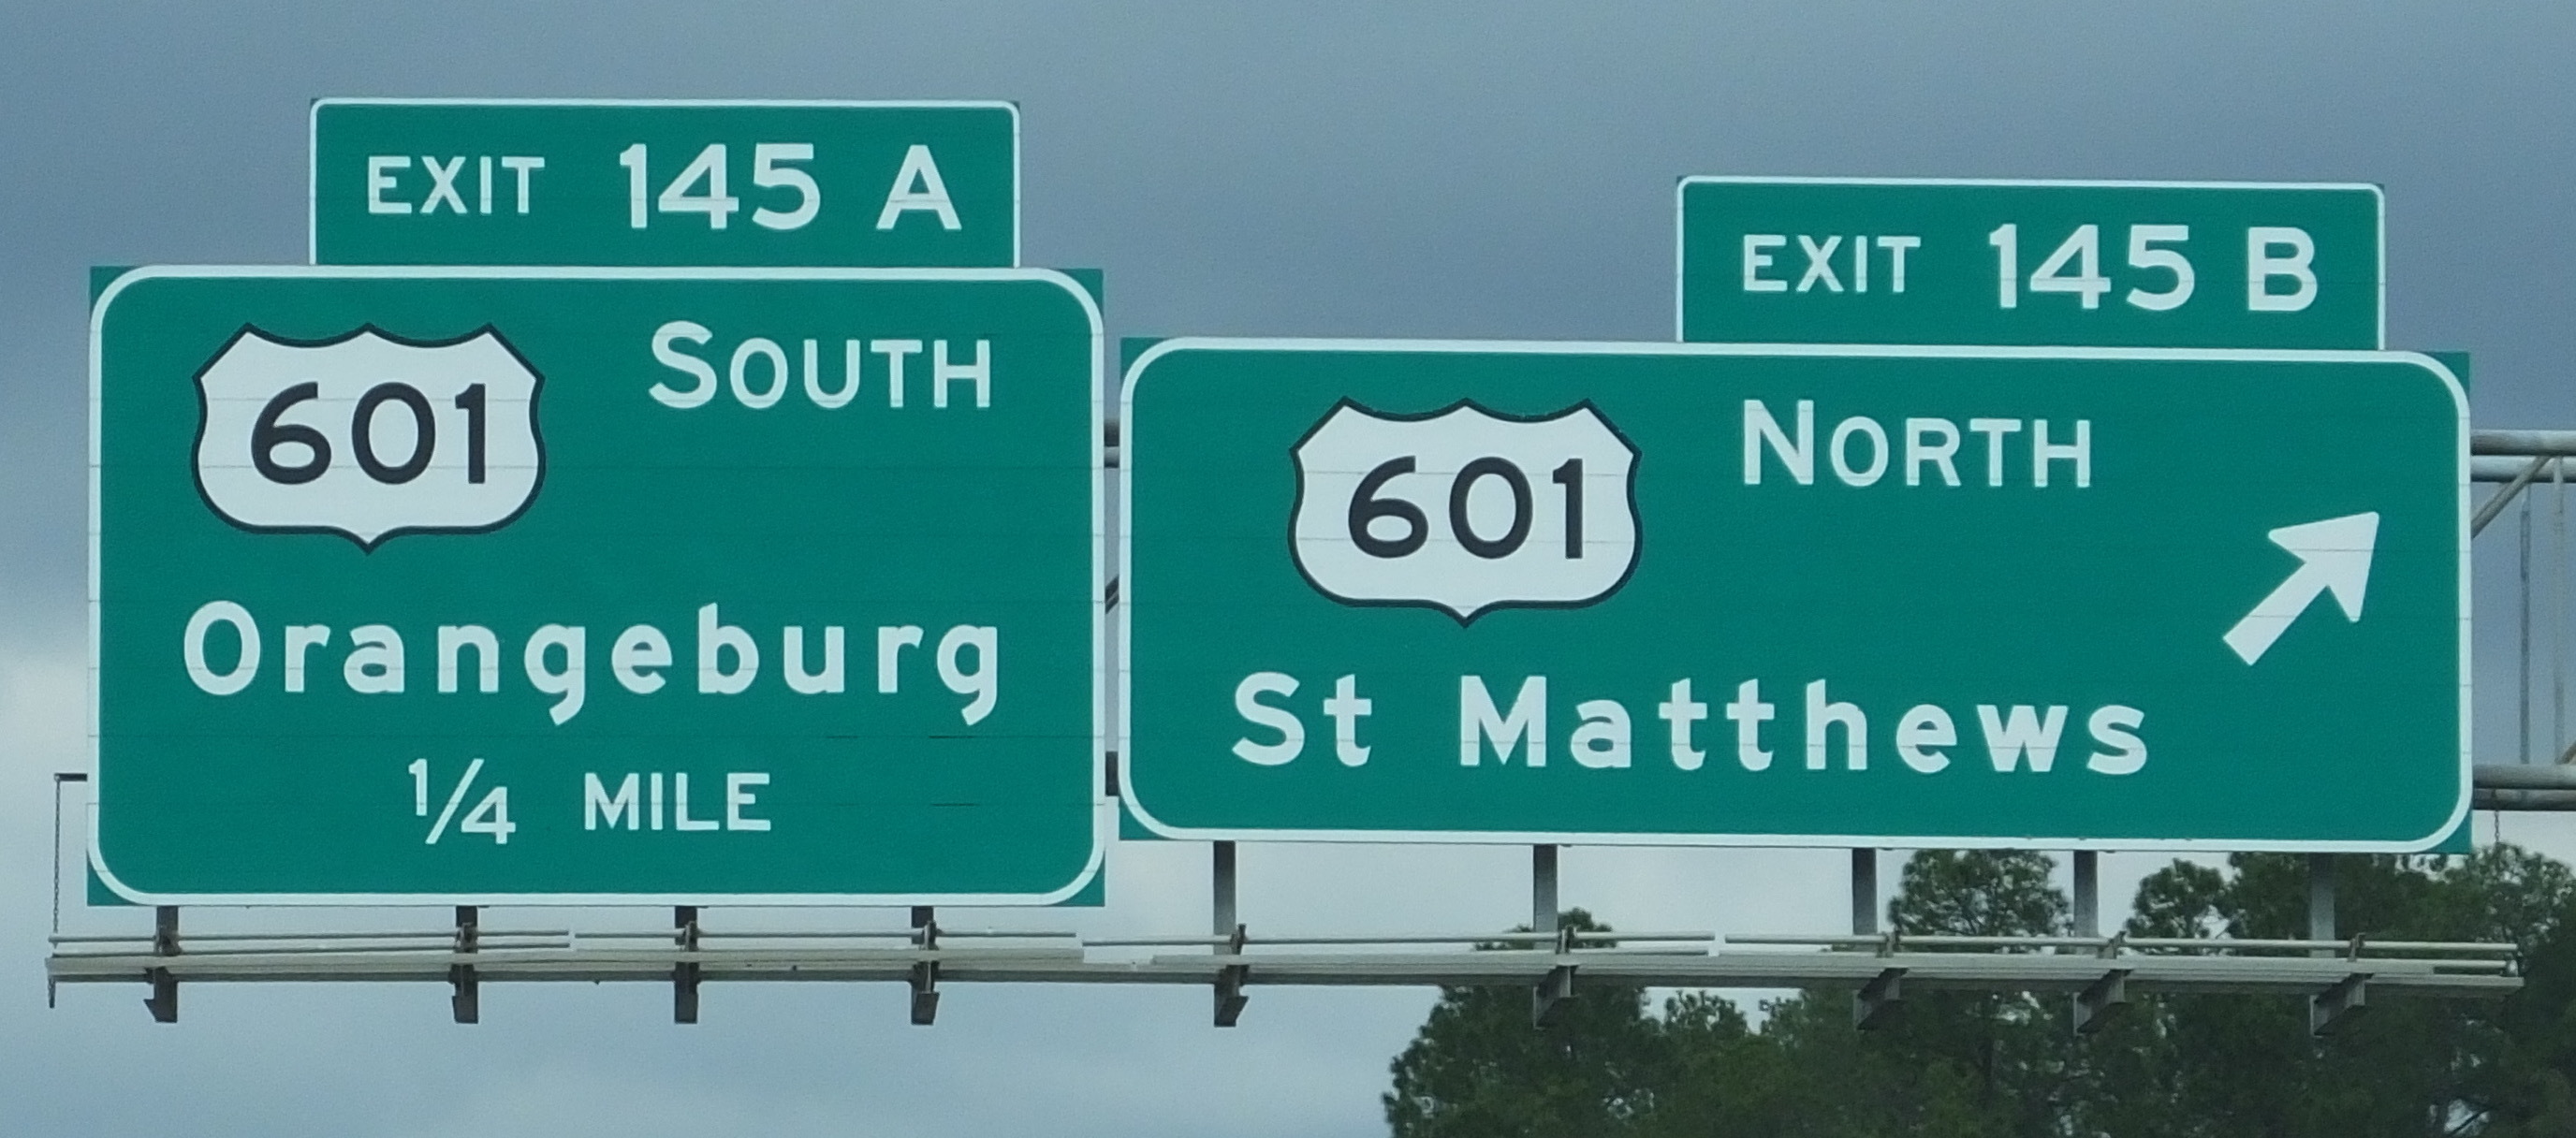 EXIT 145 A
601 SOUTH
Orangeburg
1/4 MILE
EXIT 145 B
601 NORTH
St Matthews